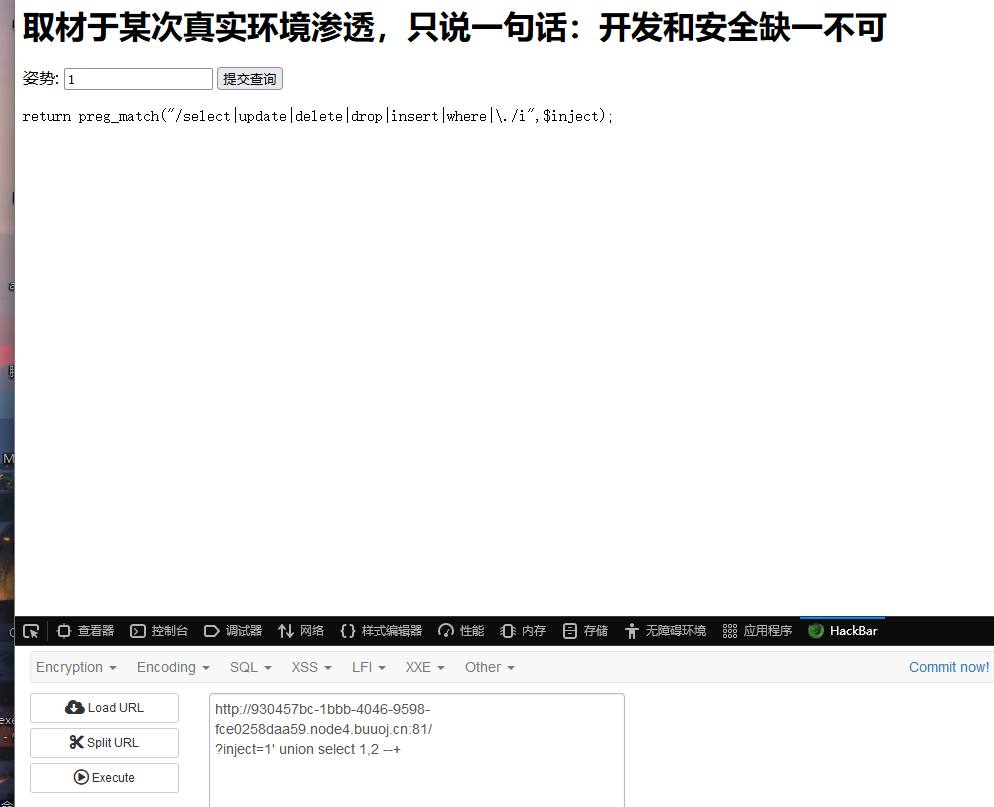 取材于某次真实环境渗透，只说一句话：开发和安全缺一不可
姿势: 1 提交查询
return preg_match("/select|update|delete|drop|insert|where|\./i",$inject);
查看器 控制台 调试器 网络 {} 样式编辑器 性能 内存 存储 无障碍环境 应用程序 HackBar
Encryption Encoding SQL XSS LFI XXE Other Commit now!
Load URL
Split URL
Execute
http://930457bc-1bbb-4046-9598-
fce0258daa59.node4.buuoj.cn:81/
?inject=1' union select 1,2 --+